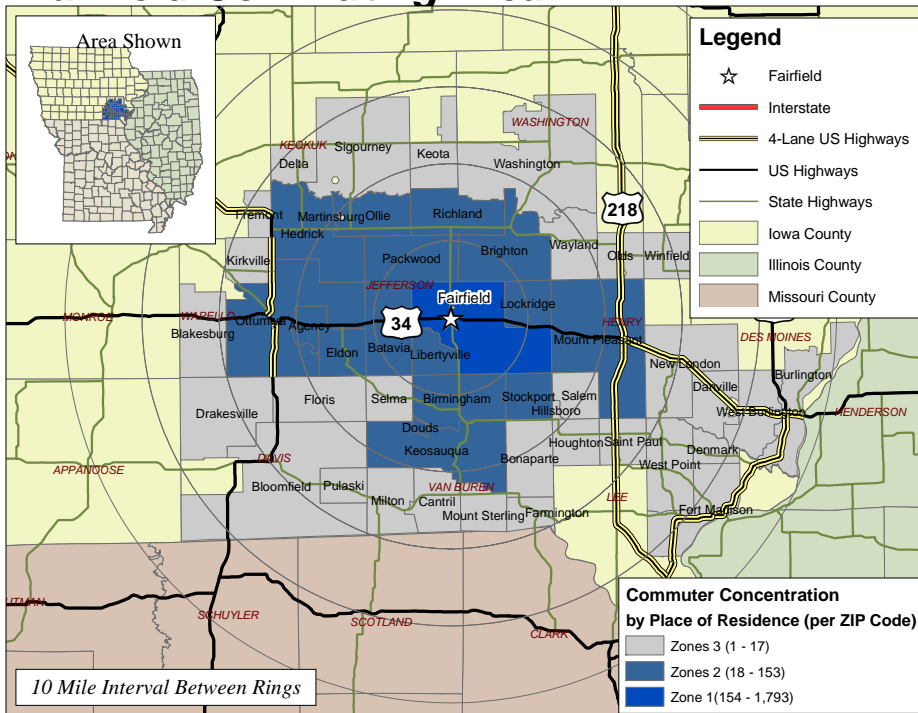 Area Shown
Legend
Fairfield
Interstate
4-Lane US Highways
US Highways
State Highways
Iowa County
Illinois County
Missouri County
WASHINGTON
KEOKUK
Sigourney
Keota
Delta
Washington
218
Fremont
Martinsburg
Ollie
Richland
Hedrick
Brighton
Wayland
Kirkville
Packwood
Olds
Winfield
JEFFERSON
Fairfield
Lockridge
MONROE
WAPELLO
Ottumwa
Agency
34
HENRY
Blakesburg
Eldon
Batavia
Libertyville
Mount Pleasant
DES MOINES
New London
Burlington
Danville
Drakesville
Floris
Selma
Birmingham
Stockport
Salem
Hillsboro
West Burlington
HENDERSON
Douds
Keosauqua
Houghton
Saint Paul
Denmark
DAVIS
Bonaparte
West Point
APPANOOSE
Bloomfield
Pulaski
VAN BUREN
LEE
Milton
Cantril
Mount Sterling
Farmington
Fort Madison
SCHUYLER
SCOTLAND
CLARK
10 Mile Interval Between Rings
Commuter Concentration
by Place of Residence (per ZIP Code)
Zones 3 (1 - 17)
Zones 2 (18 - 153)
Zone 1(154 - 1,793)